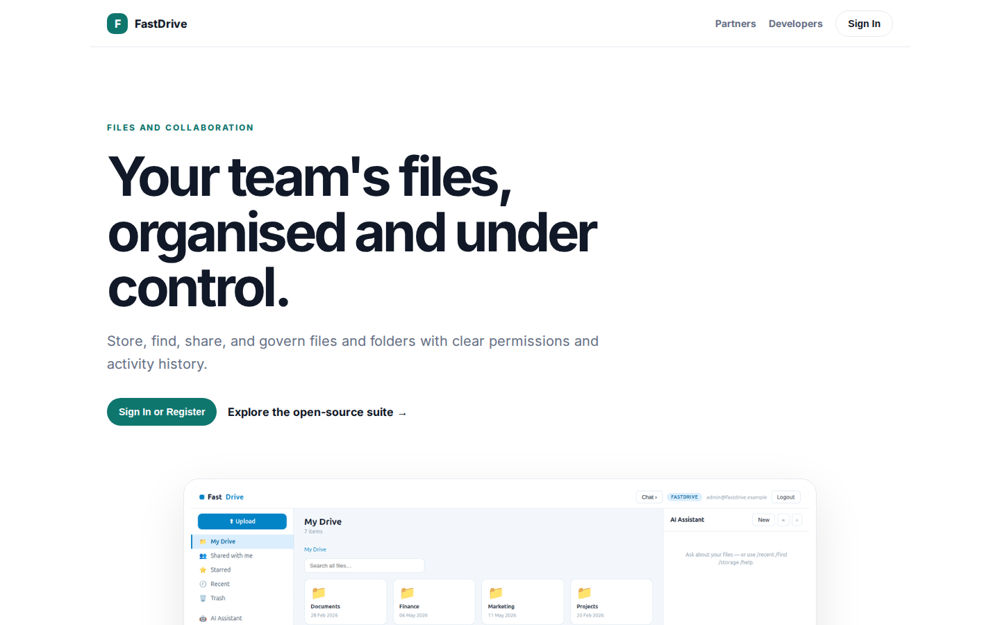 F FastDrive
Partners Developers Sign In
FILES AND COLLABORATION
Your team's files,
organised and under
control.
Store, find, share, and govern files and folders with clear permissions and
activity history.
Sign In or Register Explore the open-source suite →
Fast Drive
Chat › FASTDRIVE admin@fastdrive.example Logout
Upload
My Drive
Shared with me
Starred
Recent
Trash
AI Assistant
My Drive
7 items
My Drive
Search all files...
Documents
28 Feb 2026
Finance
06 May 2026
Marketing
11 May 2026
Projects
20 Feb 2026
AI Assistant New « ›
Ask about your files — or use /recent /find
/storage /help.